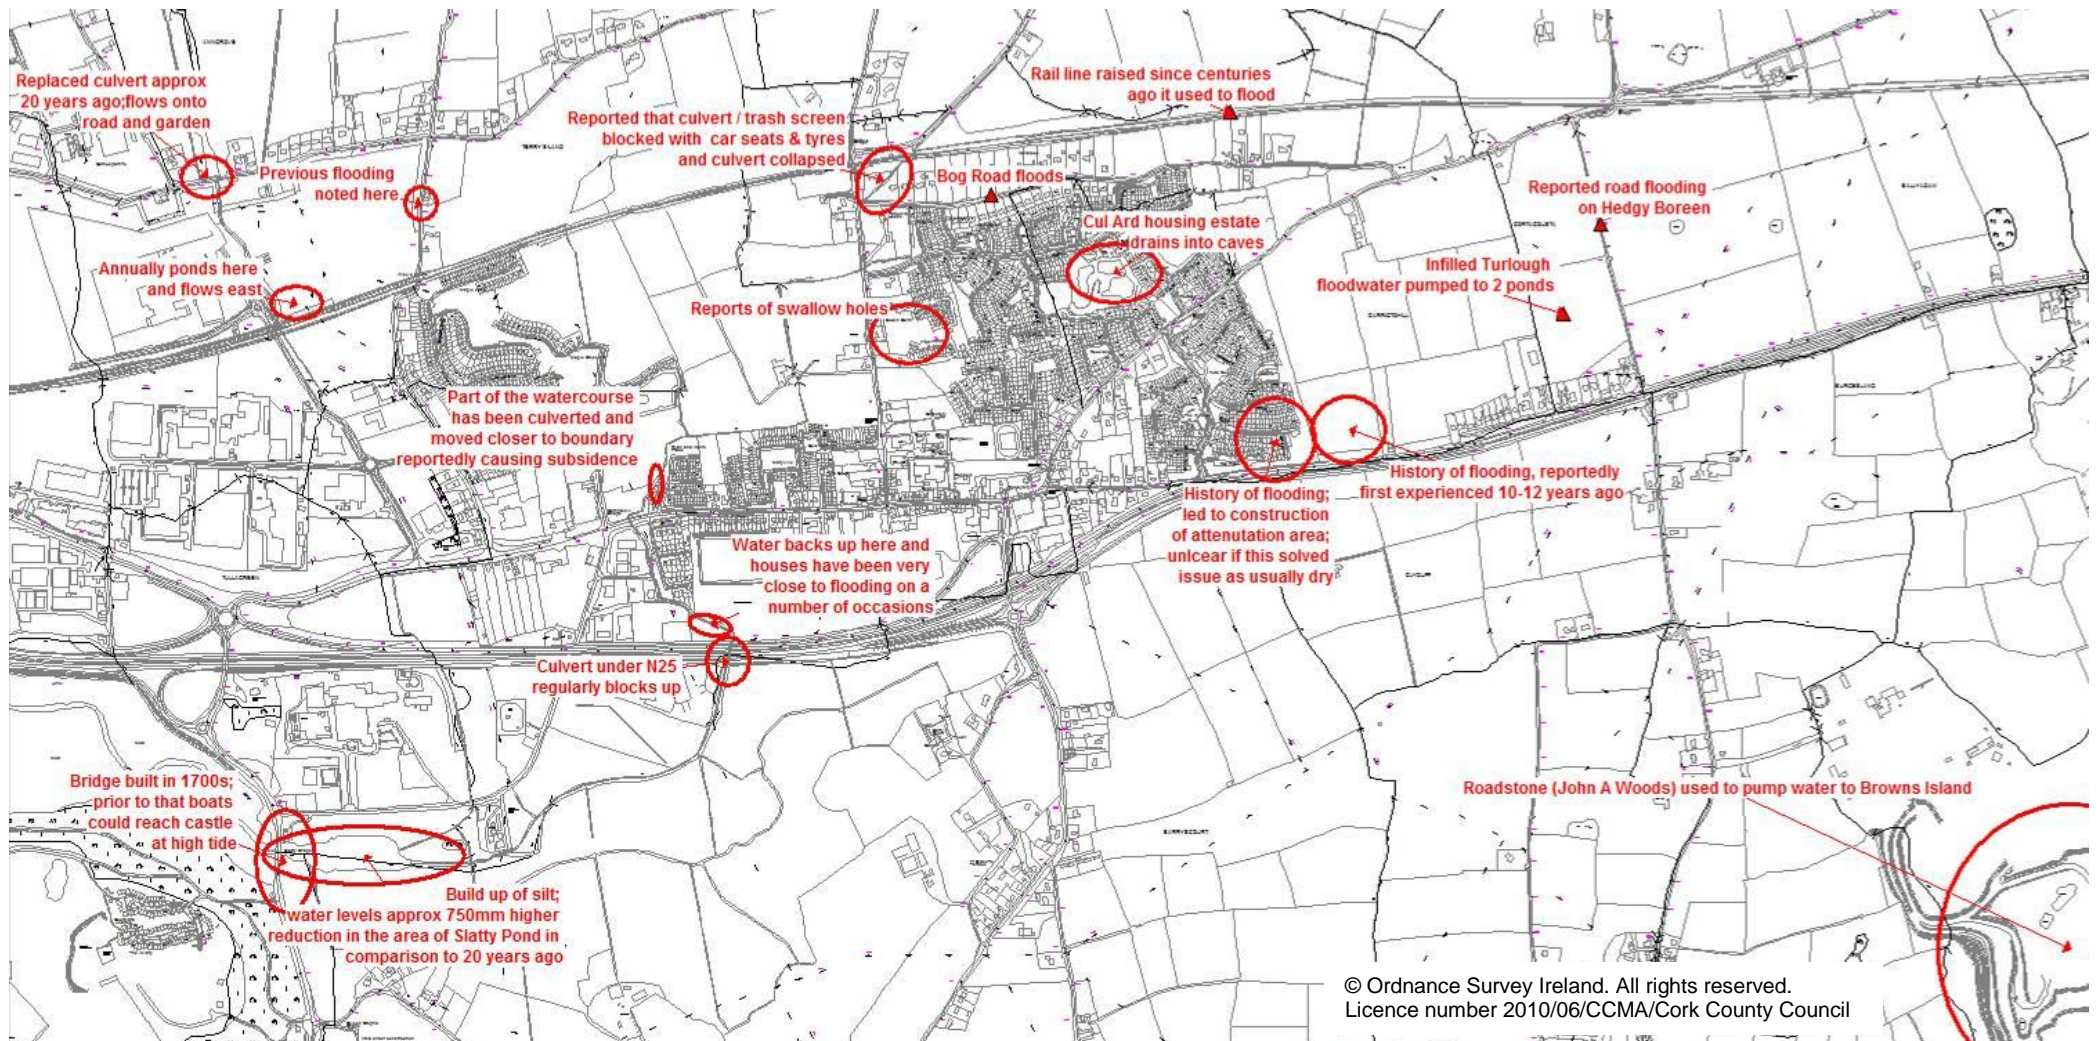 Replaced culvert approx
20 years ago;flows onto
road and garden
Previous flooding
noted here
Annually ponds here
and flows east
Reported that culvert / trash screen
blocked with car seats & tyres
and culvert collapsed
Rail line raised since centuries
ago it used to flood
Bog Road floods
Cul Ard housing estate
drains into caves
Reported road flooding
on Hedgy Boreen
Infilled Turlough
floodwater pumped to 2 ponds
Reports of swallow holes
Part of the watercourse
has been culverted and
moved closer to boundary
reportedly causing subsidence
History of flooding, reportedly
first experienced 10-12 years ago
History of flooding;
led to construction
of attenutation area;
unlcear if this solved
issue as usually dry
Water backs up here and
houses have been very
close to flooding on a
number of occasions
Culvert under N25
regularly blocks up
Bridge built in 1700s;
prior to that boats
could reach castle
at high tide
Build up of silt;
water levels approx 750mm higher
reduction in the area of Slatty Pond in
comparison to 20 years ago
Roadstone (John A Woods) used to pump water to Browns Island
© Ordnance Survey Ireland. All rights reserved.
Licence number 2010/06/CCMA/Cork County Council